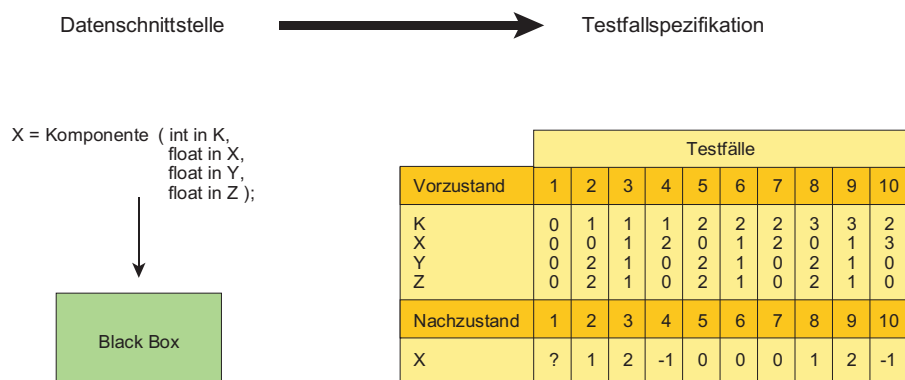 Datenschnittstelle
Testfallspezifikation
X = Komponente ( int in K,
float in X,
float in Y,
float in Z );
Black Box
Testfälle
Vorzustand 1 2 3 4 5 6 7 8 9 10
K 0 1 1 1 2 2 2 3 3 2
X 0 0 1 2 0 1 2 0 1 3
Y 0 2 1 0 2 1 0 2 1 0
Z 0 2 1 0 2 1 0 2 1 0
Nachzustand 1 2 3 4 5 6 7 8 9 10
X ? 1 2 -1 0 0 0 1 2 -1